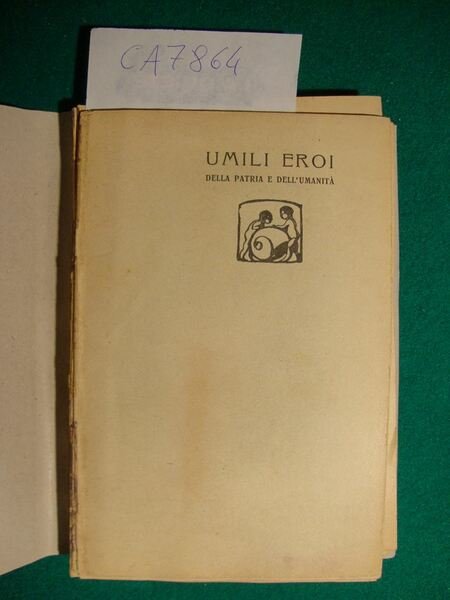 CA7864
UMILI EROI
DELLA PATRIA E DELL'UMANITÀ